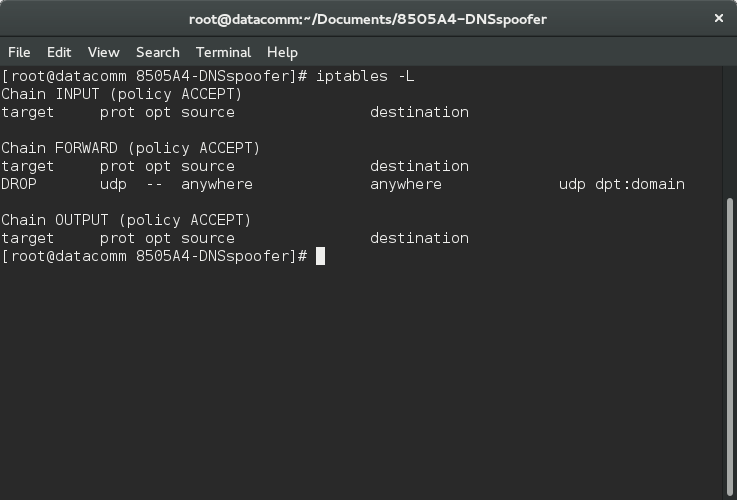 root@datacomm:~/Documents/8505A4-DNSspoofer ×
File Edit View Search Terminal Help
[root@datacomm 8505A4-DNSspoofer]# iptables -L
Chain INPUT (policy ACCEPT)
target     prot opt source               destination

Chain FORWARD (policy ACCEPT)
target     prot opt source               destination
DROP       udp  --  anywhere             anywhere             udp dpt:domain

Chain OUTPUT (policy ACCEPT)
target     prot opt source               destination
[root@datacomm 8505A4-DNSspoofer]#